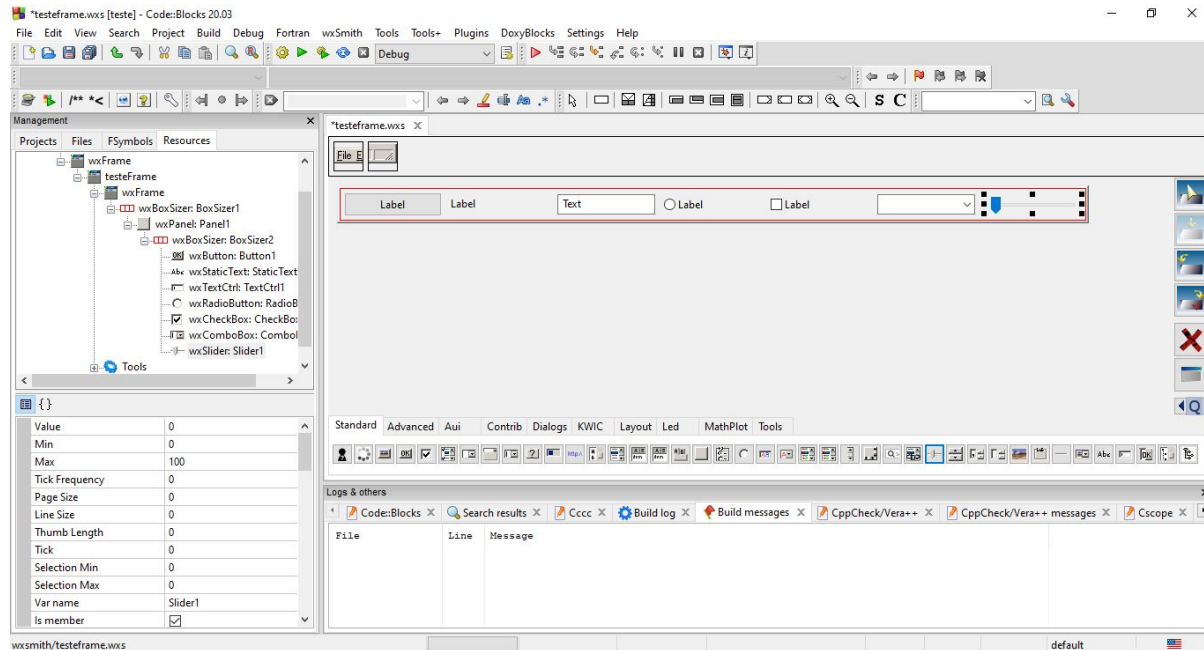 *testeframe.wxs [teste] - Code::Blocks 20.03
File Edit View Search Project Build Debug Fortran wxSmith Tools Tools+ Plugins DoxyBlocks Settings Help
Debug
/** *<
S C
Management
Projects Files FSymbols Resources
wxFrame
testeFrame
wxFrame
wxBoxSizer: BoxSizer1
wxPanel: Panel1
wxBoxSizer: BoxSizer2
wxButton: Button1
wxStaticText: StaticText
wxTextCtrl: TextCtrl1
wxRadioButton: RadioB
wxCheckBox: CheckBo
wxComboBox: Combol
wxSlider: Slider1
Tools
{}
Value 0
Min 0
Max 100
Tick Frequency 0
Page Size 0
Line Size 0
Thumb Length 0
Tick 0
Selection Min 0
Selection Max 0
Var name Slider1
Is member
*testeframe.wxs
File E
Label Label Text Label Label
Q
Standard Advanced Aui Contrib Dialogs KWIC Layout Led MathPlot Tools
Logs & others
Code::Blocks Search results Cccc Build log Build messages CppCheck/Vera++ CppCheck/Vera++ messages Cscope
File Line Message
wxsmith/testeframe.wxs default